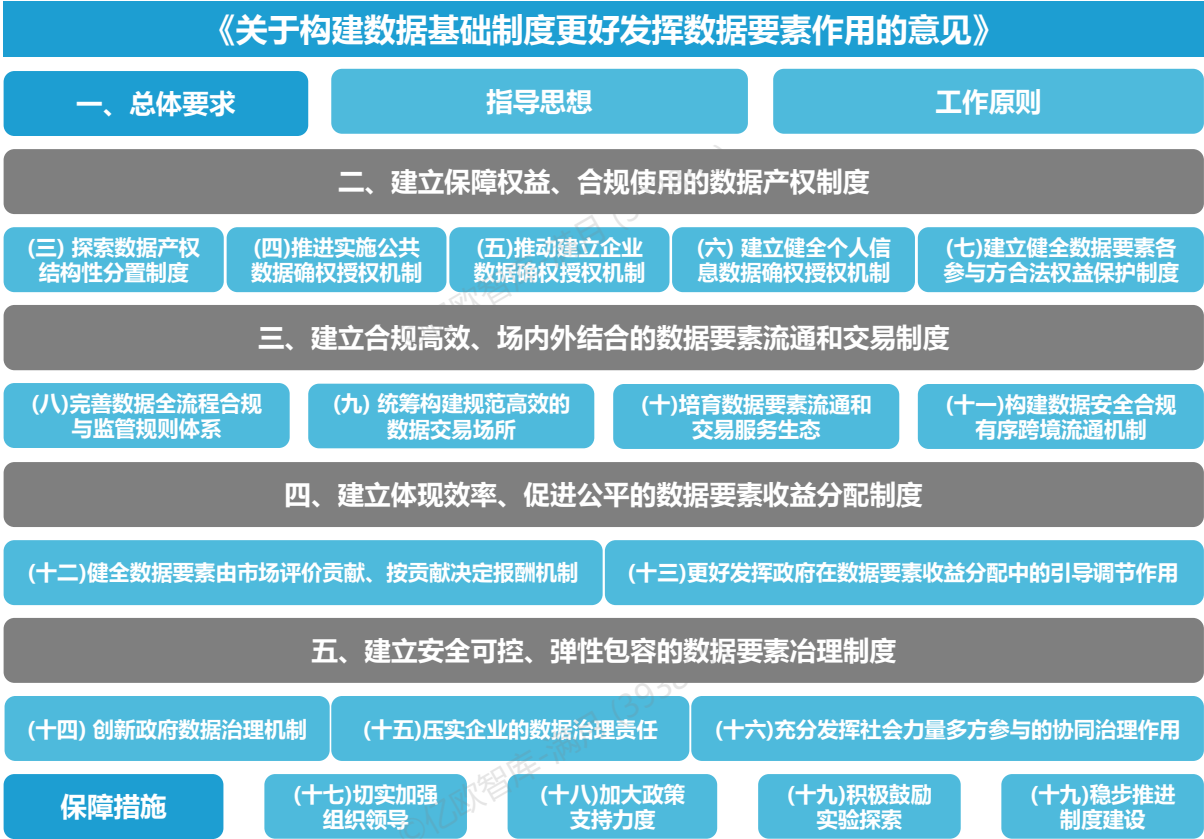 《关于构建数据基础制度更好发挥数据要素作用的意见》
一、总体要求
指导思想
工作原则
二、建立保障权益、合规使用的数据产权制度
(三) 探索数据产权
结构性分置制度
(四)推进实施公共
数据确权授权机制
(五)推动建立企业
数据确权授权机制
(六) 建立健全个人信
息数据确权授权机制
(七)建立健全数据要素各
参与方合法权益保护制度
三、建立合规高效、场内外结合的数据要素流通和交易制度
(八)完善数据全流程合规
与监管规则体系
(九) 统筹构建规范高效的
数据交易场所
(十)培育数据要素流通和
交易服务生态
(十一)构建数据安全合规
有序跨境流通机制
四、建立体现效率、促进公平的数据要素收益分配制度
(十二)健全数据要素由市场评价贡献、按贡献决定报酬机制
(十三)更好发挥政府在数据要素收益分配中的引导调节作用
五、建立安全可控、弹性包容的数据要素冶理制度
(十四) 创新政府数据治理机制
(十五)压实企业的数据治理责任
(十六)充分发挥社会力量多方参与的协同治理作用
保障措施
(十七)切实加强
组织领导
(十八)加大政策
支持力度
(十九)积极鼓励
实验探索
(十九)稳步推进
制度建设
©亿欧智库